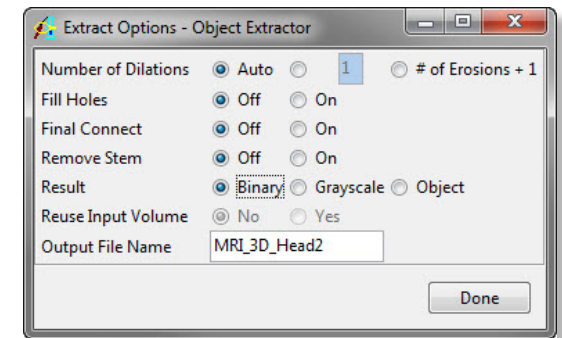 Extract Options - Object Extractor
Number of Dilations Auto 1 # of Erosions + 1
Fill Holes Off On
Final Connect Off On
Remove Stem Off On
Result Binary Grayscale Object
Reuse Input Volume No Yes
Output File Name MRI_3D_Head2
Done